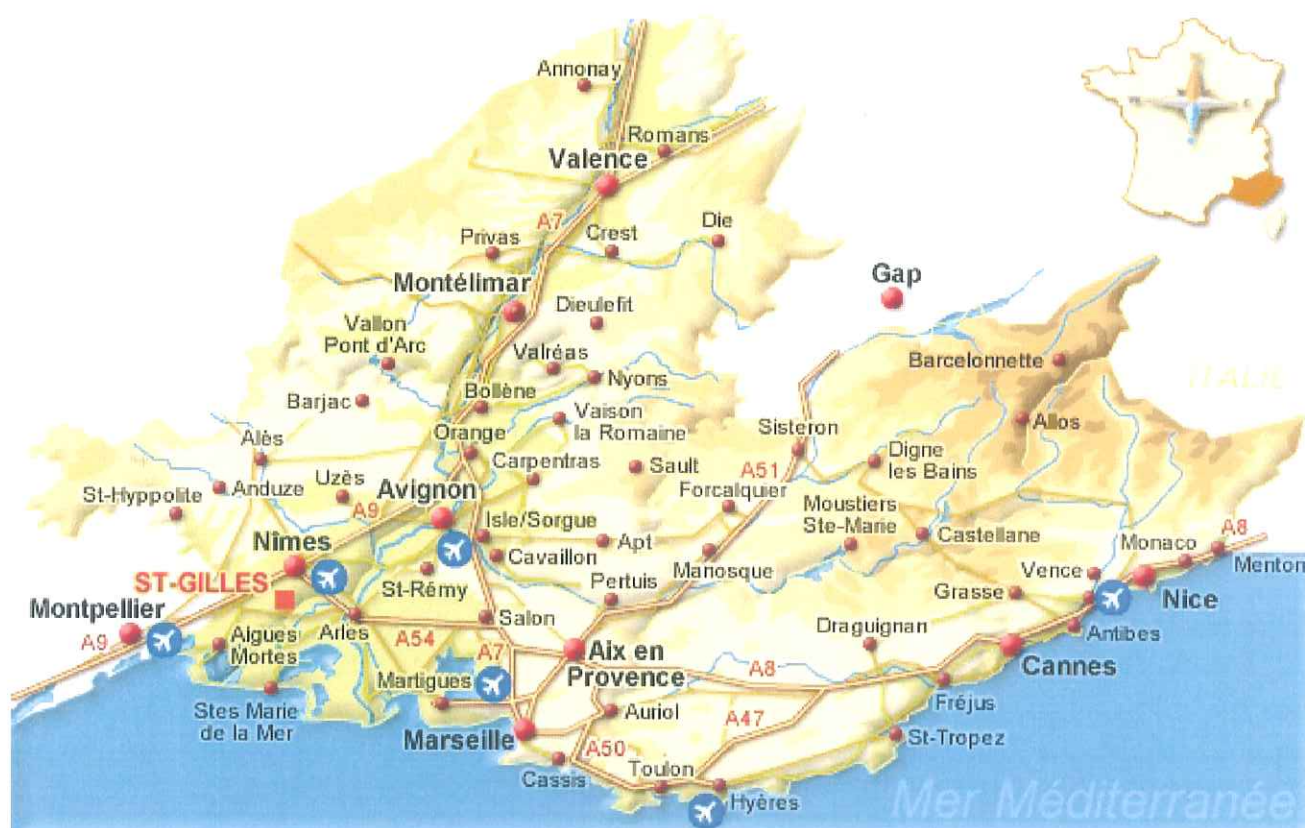 Annonay
Romans
Valence
A7
Die
Privas
Crest
Gap
Montélimar
Dieulefit
Vallon
Pont d'Arc
Valréas
Barcelonnette
ITALIE
Nyons
Barjac
Bollène
Vaison
la Romaine
Allos
Orange
Sisteron
Alès
Carpentras
Sault
A51
Digne
les Bains
St-Hyppolite
Anduze
Uzès
Avignon
Forcalquier
Moustiers
Ste-Marie
A9
Isle/Sorgue
Castellane
A8
Nîmes
Cavaillon
Apt
Monaco
Menton
Manosque
ST-GILLES
St-Rémy
Pertuis
Vence
Grasse
Nice
Montpellier
Salon
A9
Aigues
Mortes
Arles
A54
Draguignan
Antibes
A7
Aix en
Provence
A8
Cannes
Martigues
Stes Marie
de la Mer
Auriol
A47
Fréjus
Marseille
A50
St-Tropez
Cassis
Toulon
Hyères
Mer Méditerranée